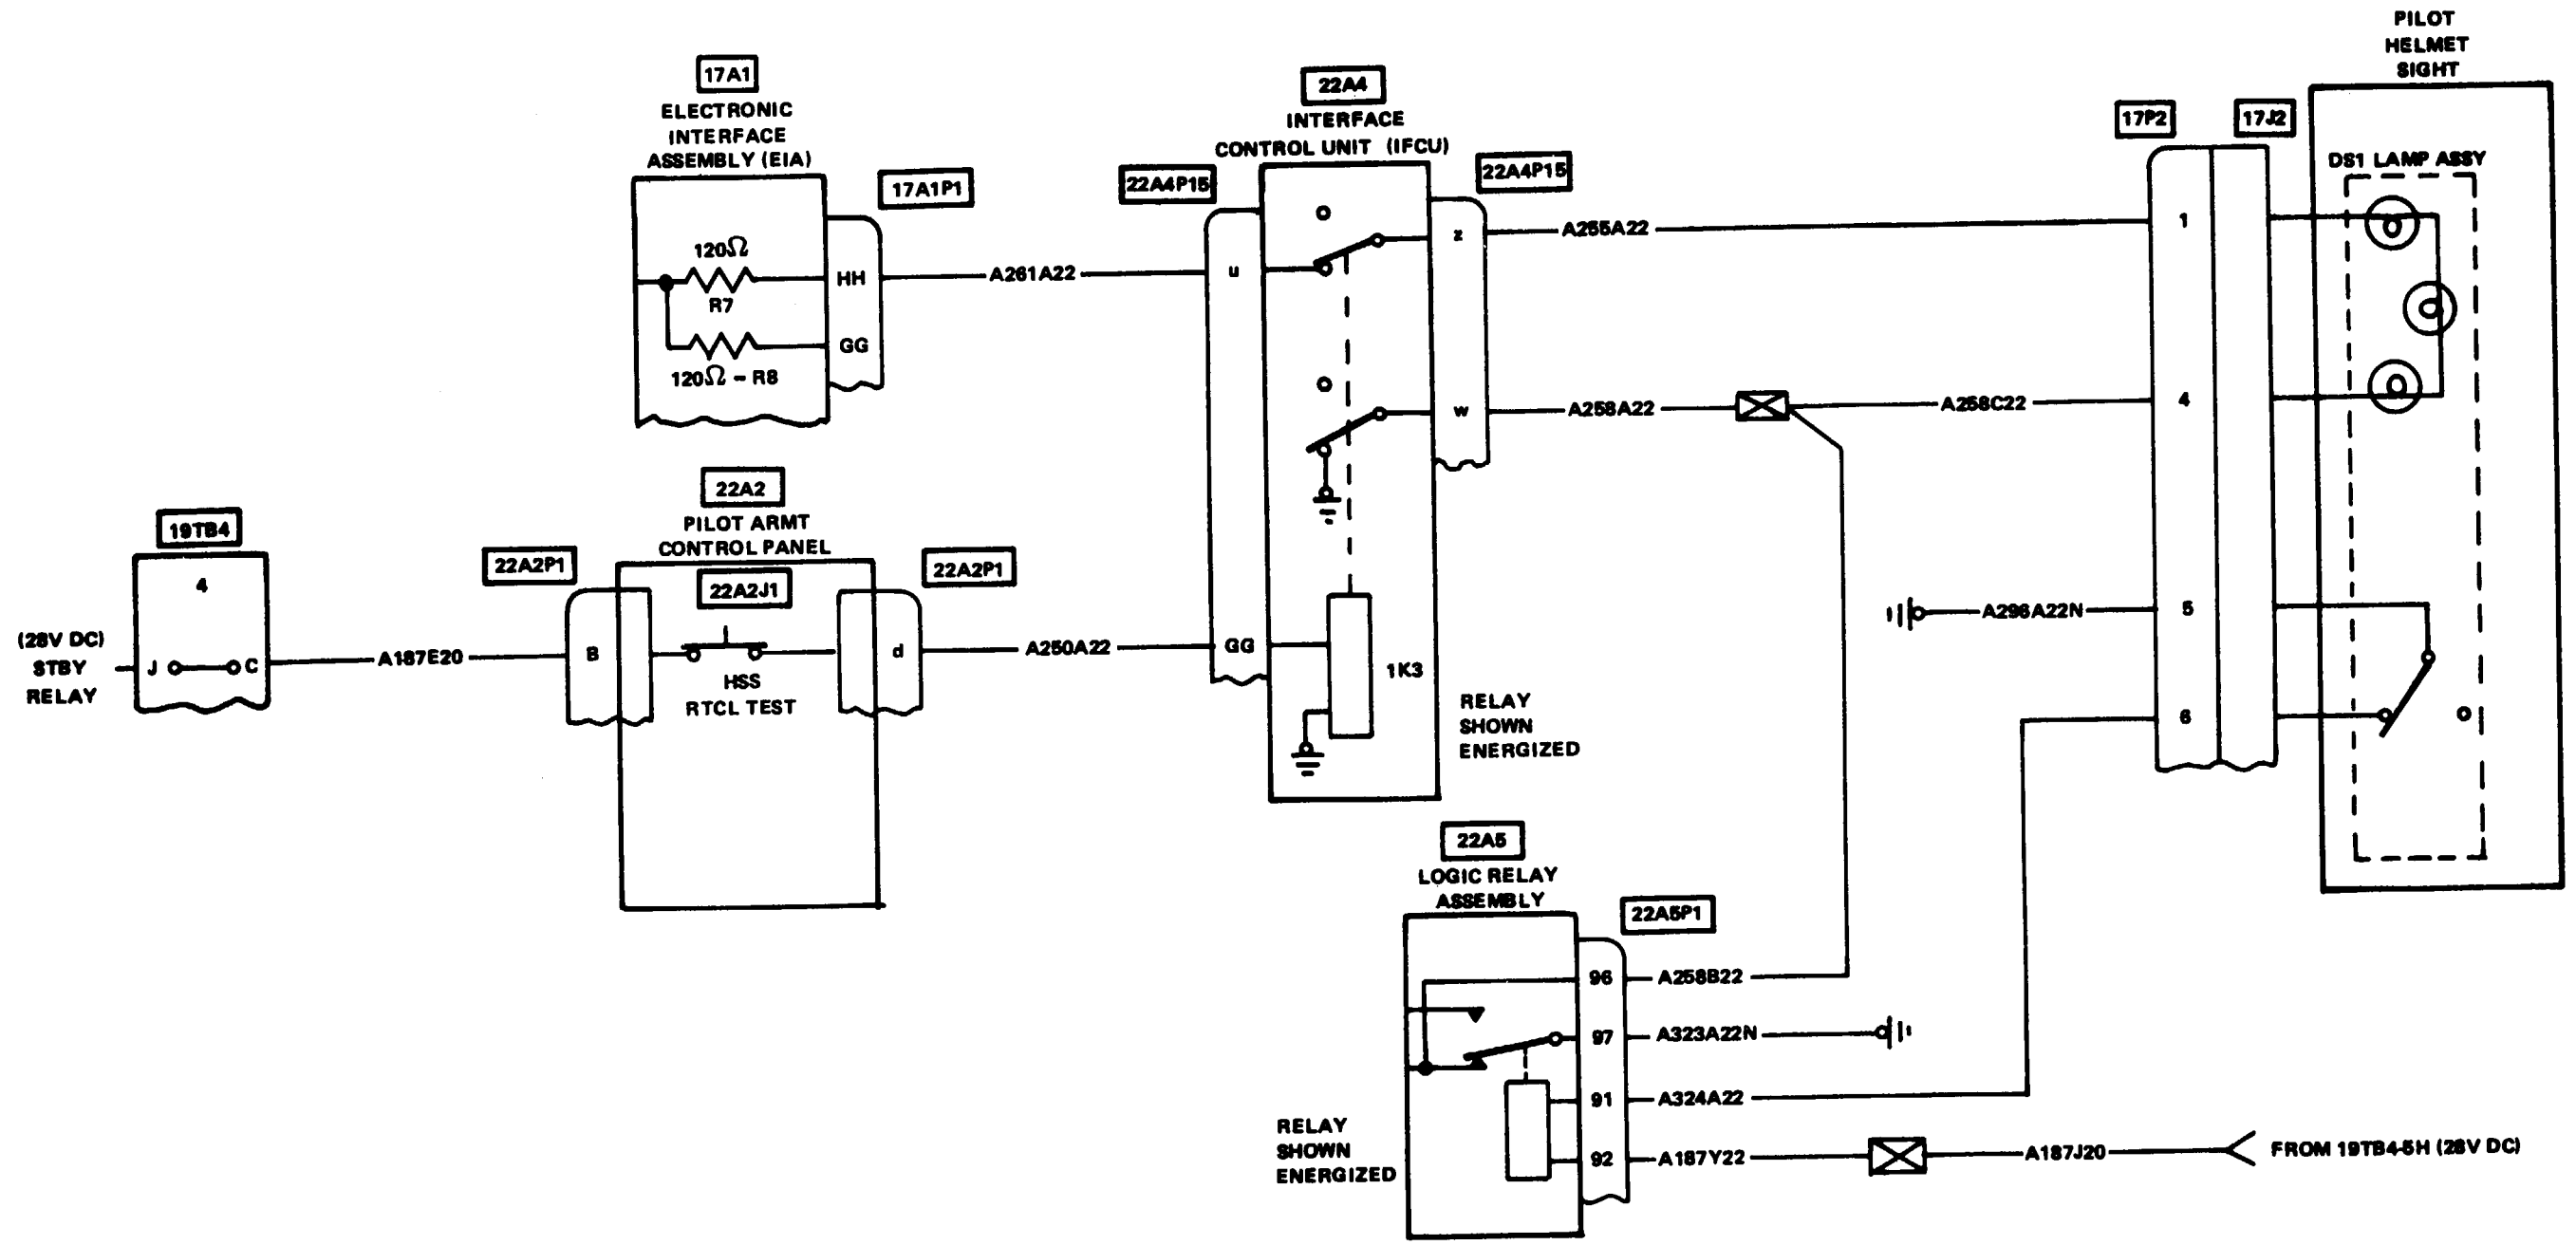 PILOT
HELMET
SIGHT
17A1
ELECTRONIC
INTERFACE
ASSEMBLY (EIA)
17A1P1
120Ω
R7
HH
GG
120Ω - R8
A261A22
22A4
INTERFACE
CONTROL UNIT (IFCU)
22A4P15
22A4P15
u
z
w
GG
1K3
RELAY
SHOWN
ENERGIZED
A255A22
A258A22
A258C22
17P2
17J2
DS1 LAMP ASSY
1
4
5
6
A296A22N
19TB4
4
(28V DC)
STBY
RELAY
J
C
A187E20
22A2
PILOT ARMT
CONTROL PANEL
22A2P1
22A2J1
22A2P1
B
HSS
RTCL TEST
d
A250A22
22A5
LOGIC RELAY
ASSEMBLY
22A5P1
96
A258B22
97
A323A22N
91
A324A22
92
A187Y22
A187J20
FROM 19TB4-5H (28V DC)
RELAY
SHOWN
ENERGIZED